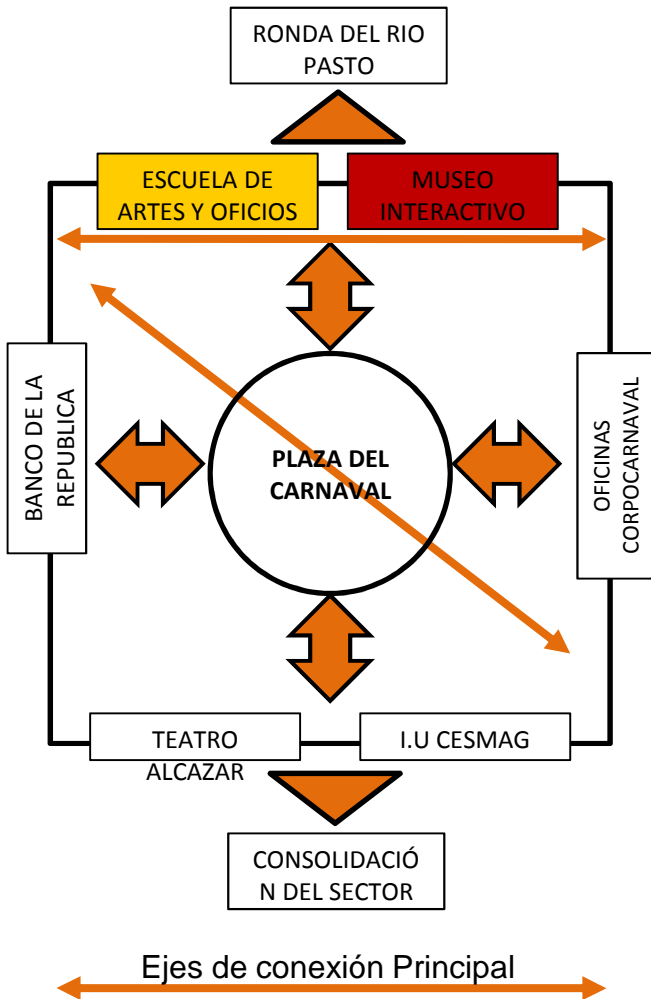 RONDA DEL RIO
PASTO
ESCUELA DE
ARTES Y OFICIOS
MUSEO
INTERACTIVO
BANCO DE LA
REPUBLICA
PLAZA DEL
CARNAVAL
OFICINAS
CORPOCARNAVAL
TEATRO
ALCAZAR
I.U CESMAG
CONSOLIDACIÓ
N DEL SECTOR
Ejes de conexión Principal